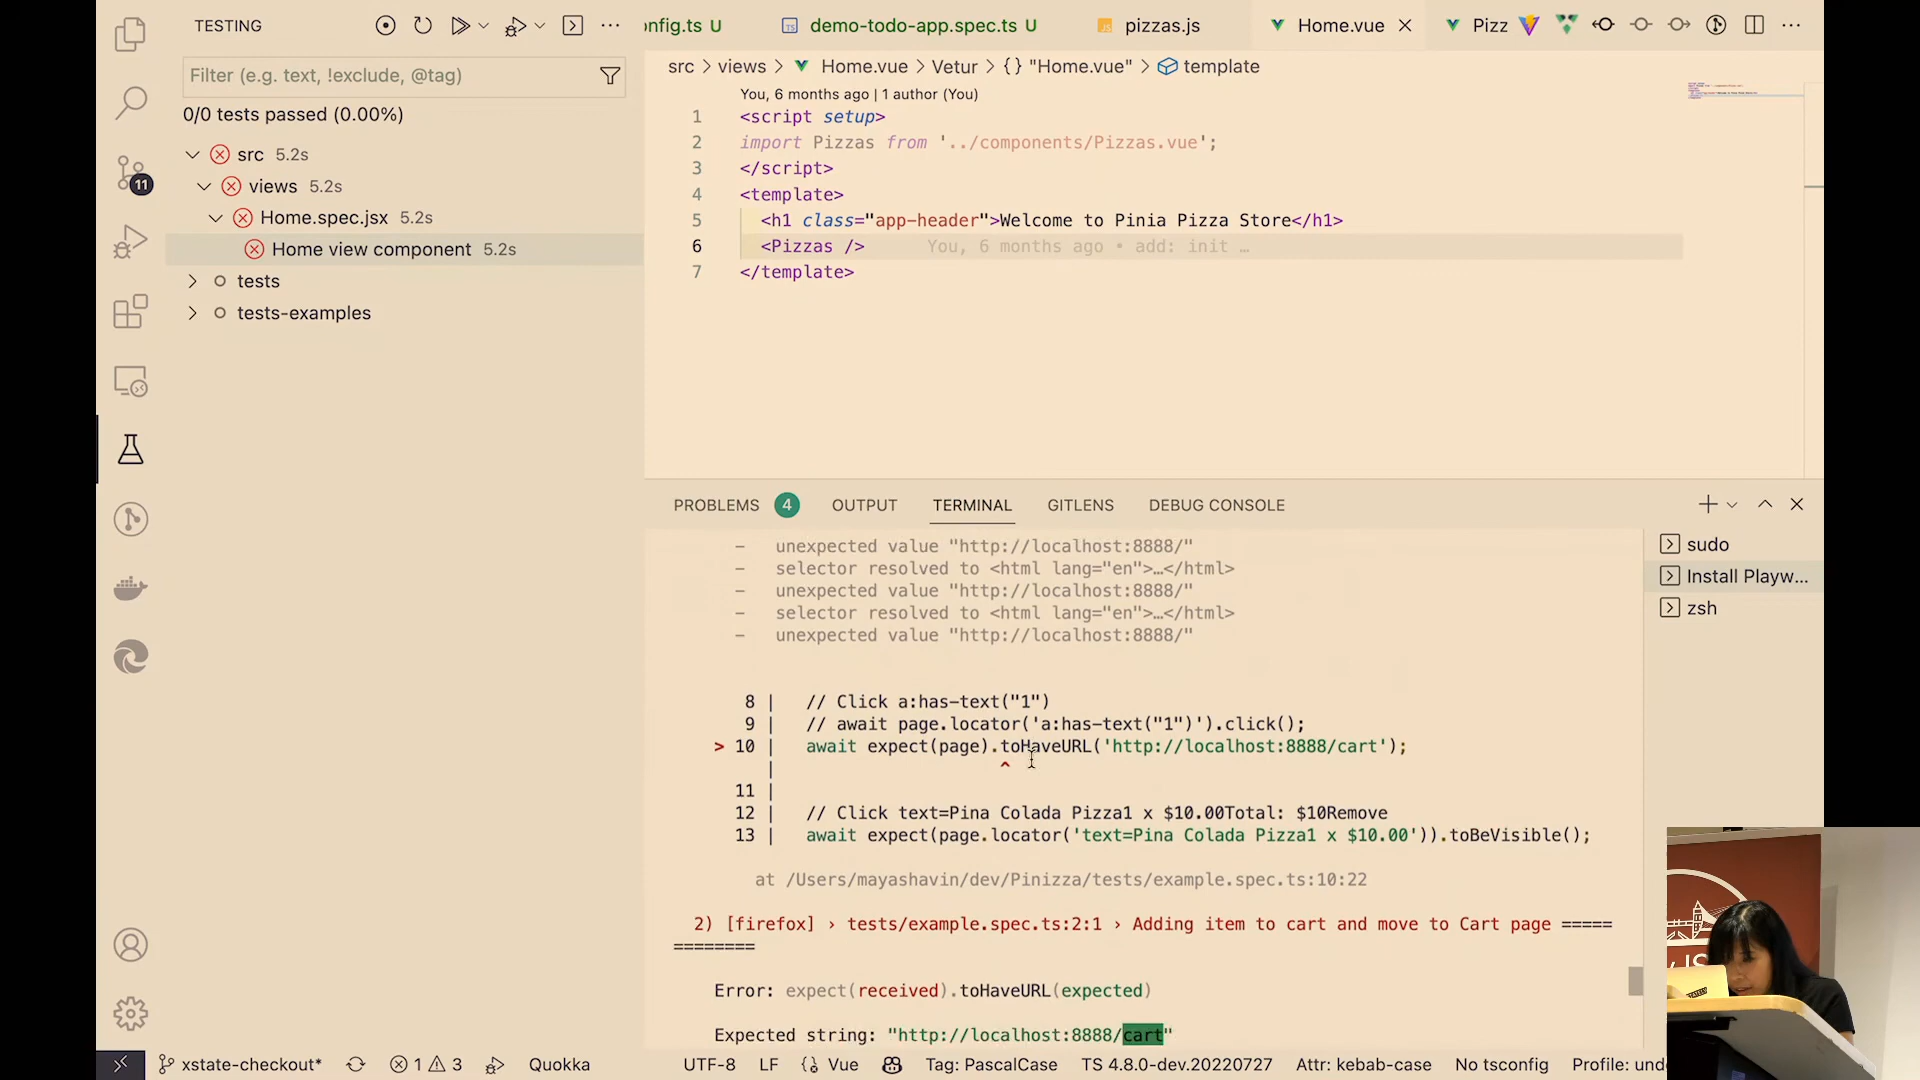 TESTING
Filter (e.g. text, !exclude, @tag)
0/0 tests passed (0.00%)
src 5.2s
views 5.2s
Home.spec.jsx 5.2s
Home view component 5.2s
tests
tests-examples
11
onfig.ts U
demo-todo-app.spec.ts U
pizzas.js
Home.vue
Pizz
src > views > Home.vue > Vetur > {} "Home.vue" > template
You, 6 months ago | 1 author (You)
1 <script setup>
2 import Pizzas from '../components/Pizzas.vue';
3 </script>
4 <template>
5 <h1 class="app-header">Welcome to Pinia Pizza Store</h1>
6 <Pizzas /> You, 6 months ago • add: init …
7 </template>
PROBLEMS 4 OUTPUT TERMINAL GITLENS DEBUG CONSOLE
- unexpected value "http://localhost:8888/"
- selector resolved to <html lang="en">…</html>
- unexpected value "http://localhost:8888/"
- selector resolved to <html lang="en">…</html>
- unexpected value "http://localhost:8888/"
8 | // Click a:has-text("1")
9 | // await page.locator('a:has-text("1")').click();
> 10 | await expect(page).toHaveURL('http://localhost:8888/cart');
| ^
11 |
12 | // Click text=Pina Colada Pizza1 x $10.00Total: $10Remove
13 | await expect(page.locator('text=Pina Colada Pizza1 x $10.00')).toBeVisible();
at /Users/mayashavin/dev/Pinizza/tests/example.spec.ts:10:22
2) [firefox] › tests/example.spec.ts:2:1 › Adding item to cart and move to Cart page =====
========
Error: expect(received).toHaveURL(expected)
Expected string: "http://localhost:8888/cart"
sudo
Install Playw...
zsh
xstate-checkout* 1 3 Quokka UTF-8 LF {} Vue Tag: PascalCase TS 4.8.0-dev.20220727 Attr: kebab-case No tsconfig Profile: und